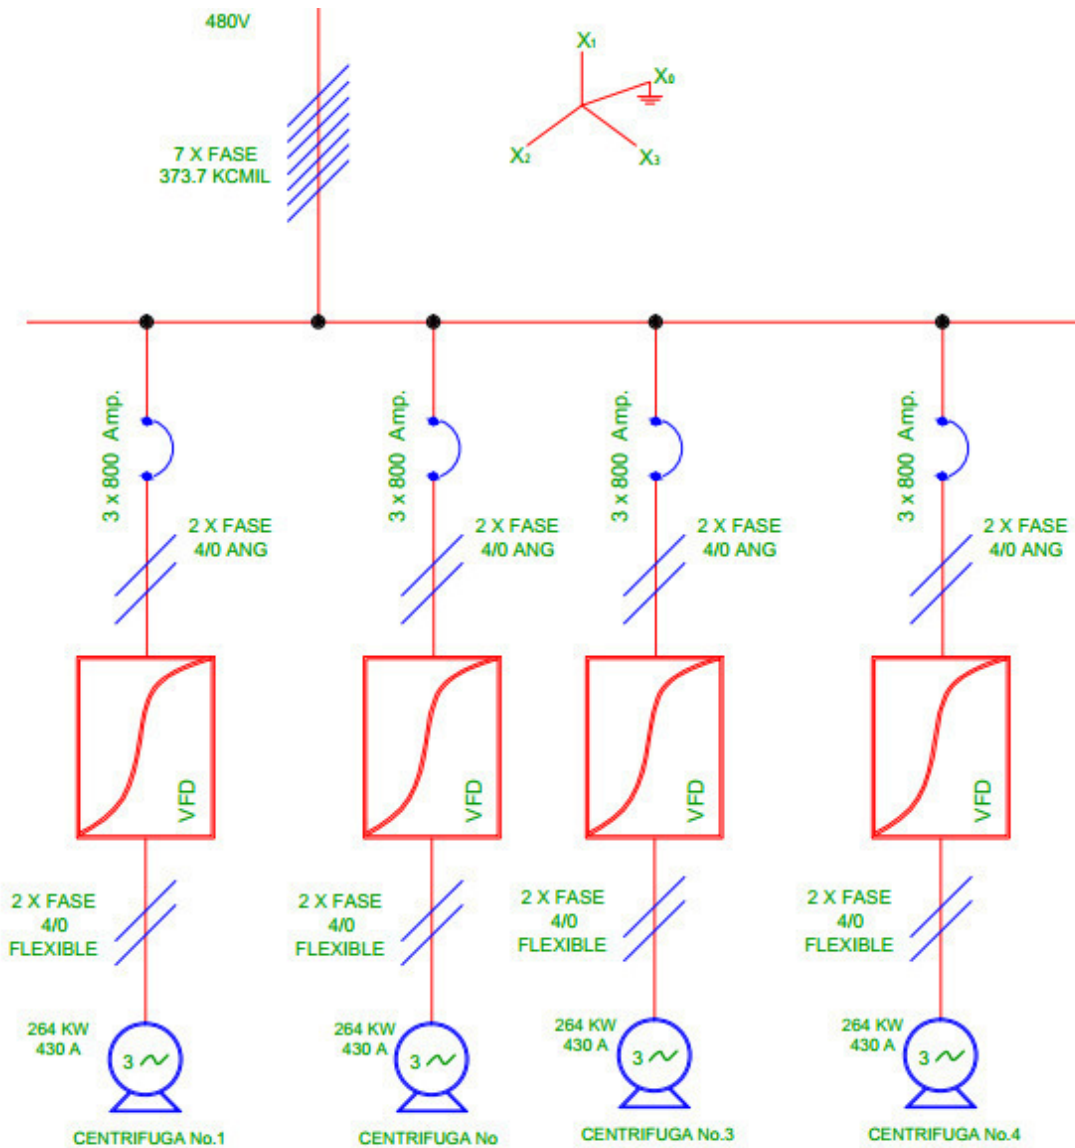 480V
X1
X0
X2
X3
7 X FASE
373.7 KCMIL
3 x 800 Amp.
3 x 800 Amp.
3 x 800 Amp.
3 x 800 Amp.
2 X FASE
4/0 ANG
2 X FASE
4/0 ANG
2 X FASE
4/0 ANG
2 X FASE
4/0 ANG
VFD
VFD
VFD
VFD
2 X FASE
4/0
FLEXIBLE
2 X FASE
4/0
FLEXIBLE
2 X FASE
4/0
FLEXIBLE
2 X FASE
4/0
FLEXIBLE
264 KW
430 A
3
264 KW
430 A
3
264 KW
430 A
3
264 KW
430 A
3
CENTRIFUGA No.1
CENTRIFUGA No
CENTRIFUGA No.3
CENTRIFUGA No.4